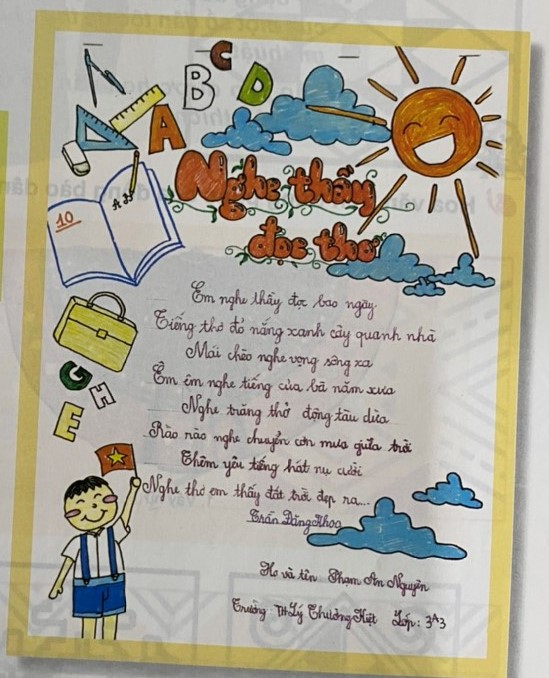 B C D
A
Nghe thầy
đọc thơ
10
A B
Em nghe thầy đọc bao ngày
Tiếng thơ đỏ nắng xanh cây quanh nhà
Mái chèo nghe vọng sông xa
Êm êm nghe tiếng của bà năm xưa
Nghe trăng thở động tàu dừa
Rào rào nghe chuyển cơn mưa giữa trời
Thêm yêu tiếng hát nụ cười
Nghe thơ em thấy đất trời đẹp ra...
Trần Đăng Khoa
G H
E
Họ và tên Phạm An Nguyên
Trường TH Lý Thường Kiệt Lớp: 3A3